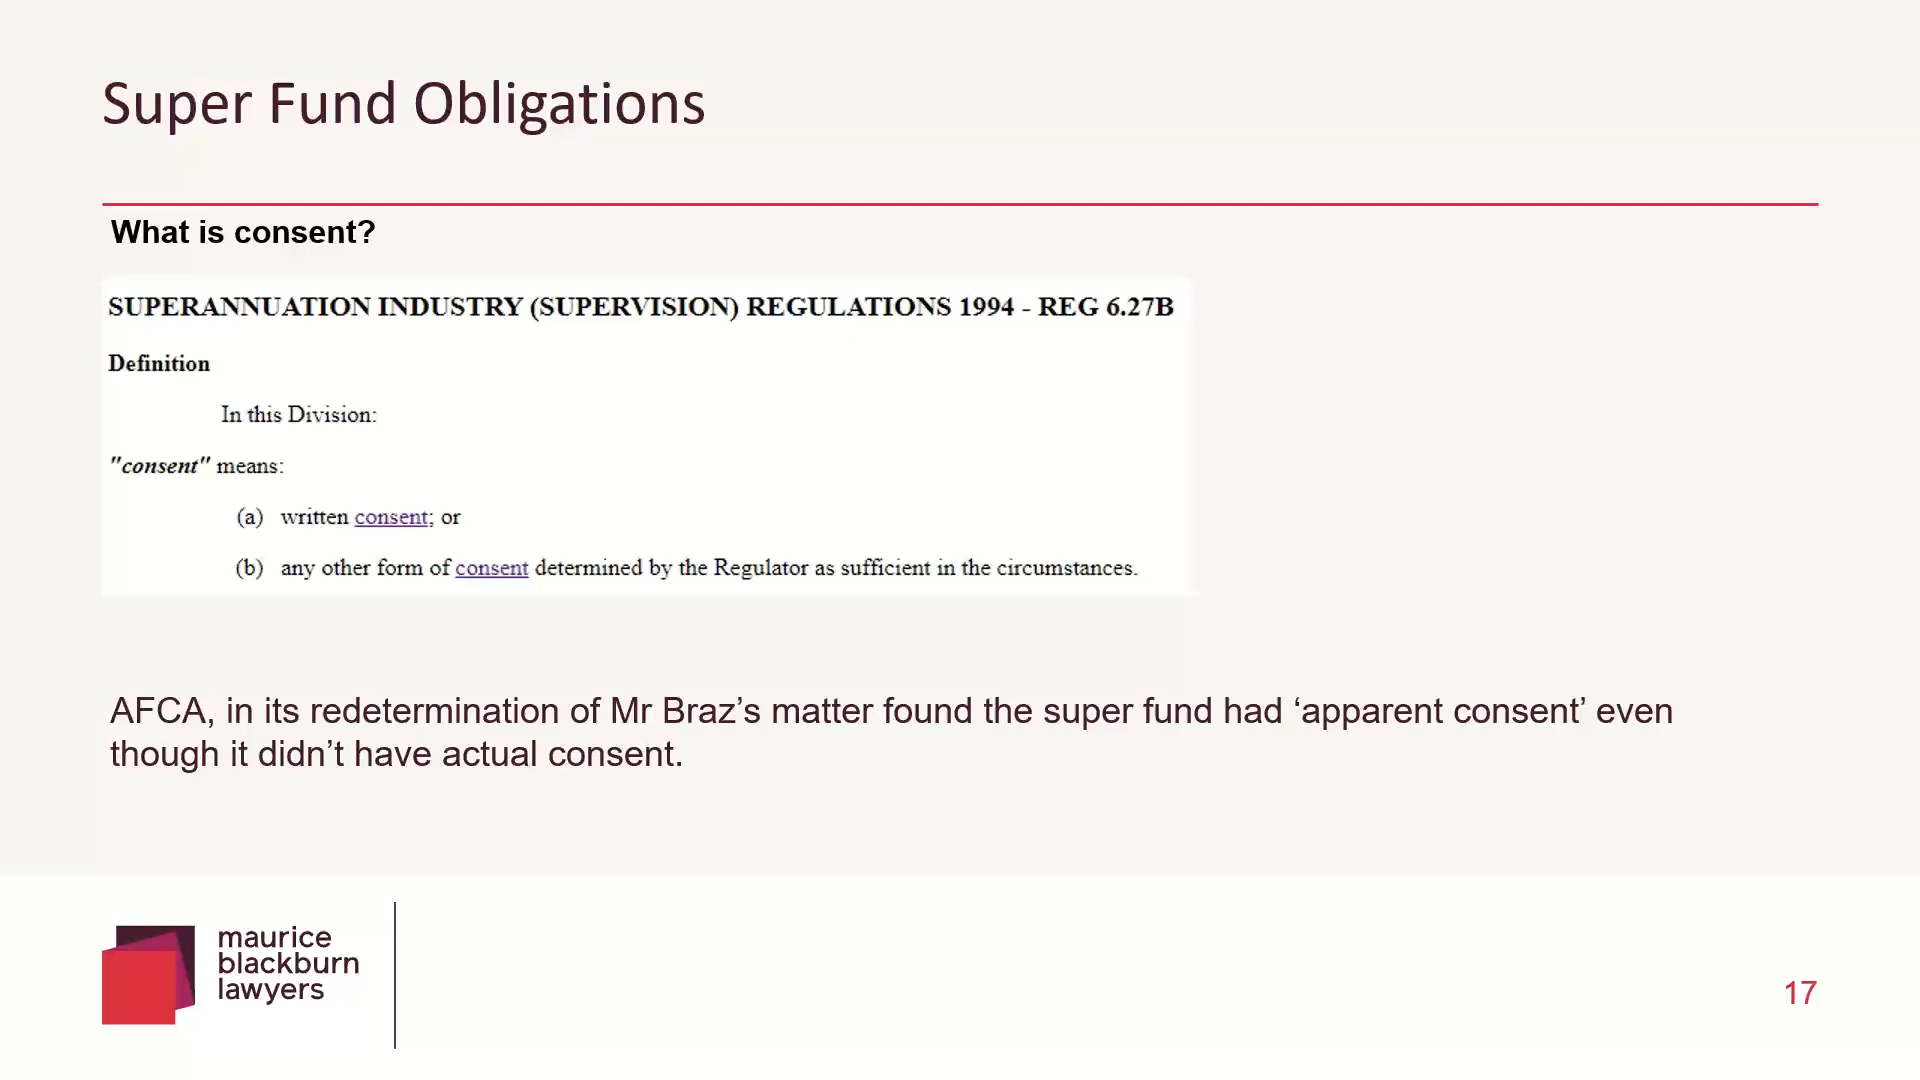 Super Fund Obligations
What is consent?
SUPERANNUATION INDUSTRY (SUPERVISION) REGULATIONS 1994 - REG 6.27B
Definition
In this Division:
"consent" means:
(a) written consent; or
(b) any other form of consent determined by the Regulator as sufficient in the circumstances.
AFCA, in its redetermination of Mr Braz’s matter found the super fund had ‘apparent consent’ even
though it didn’t have actual consent.
maurice
blackburn
lawyers
17